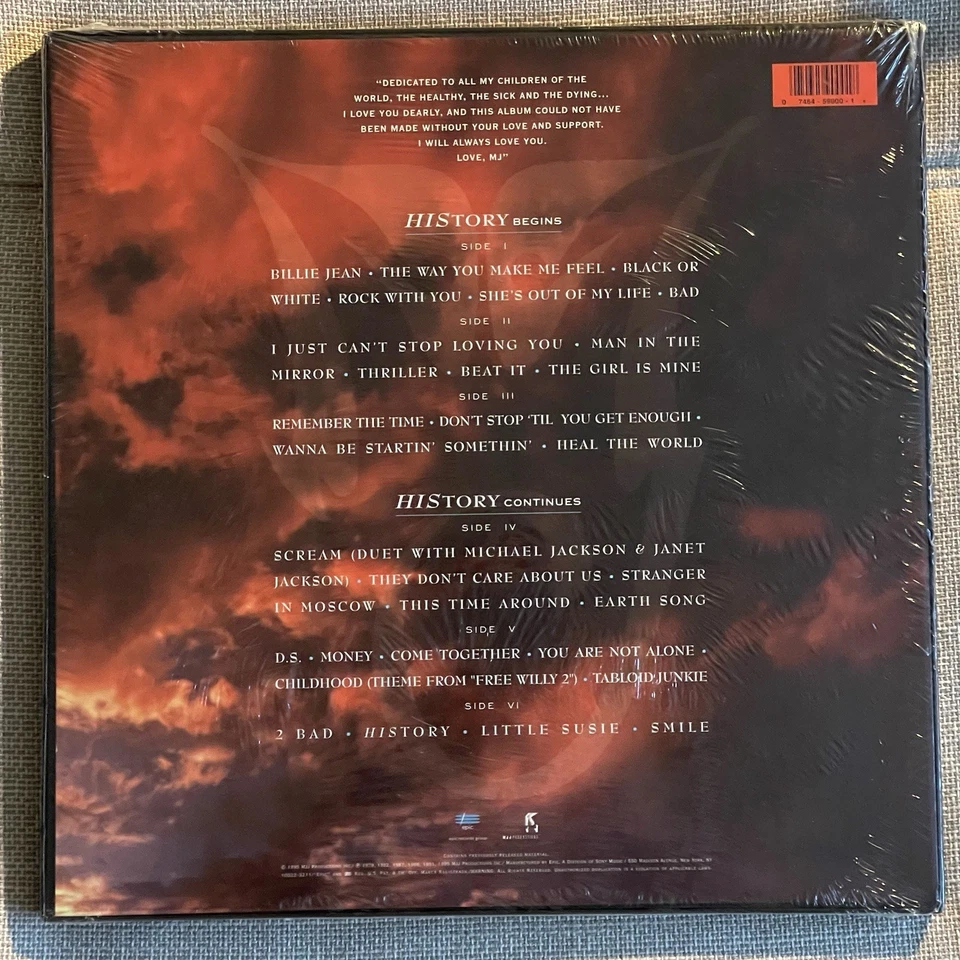 “DEDICATED TO ALL MY CHILDREN OF THE
WORLD, THE HEALTHY, THE SICK AND THE DYING...
I LOVE YOU DEARLY, AND THIS ALBUM COULD NOT HAVE
BEEN MADE WITHOUT YOUR LOVE AND SUPPORT.
I WILL ALWAYS LOVE YOU.
LOVE, MJ”
HISTORY BEGINS
SIDE I
BILLIE JEAN • THE WAY YOU MAKE ME FEEL • BLACK OR
WHITE • ROCK WITH YOU • SHE'S OUT OF MY LIFE • BAD
SIDE II
I JUST CAN'T STOP LOVING YOU • MAN IN THE
MIRROR • THRILLER • BEAT IT • THE GIRL IS MINE
SIDE III
REMEMBER THE TIME • DON'T STOP 'TIL YOU GET ENOUGH •
WANNA BE STARTIN' SOMETHIN' • HEAL THE WORLD
HISTORY CONTINUES
SIDE IV
SCREAM (DUET WITH MICHAEL JACKSON & JANET
JACKSON) • THEY DON'T CARE ABOUT US • STRANGER
IN MOSCOW • THIS TIME AROUND • EARTH SONG
SIDE V
D.S. • MONEY • COME TOGETHER • YOU ARE NOT ALONE •
CHILDHOOD (THEME FROM "FREE WILLY 2") • TABLOID JUNKIE
SIDE VI
2 BAD • HISTORY • LITTLE SUSIE • SMILE
epic
CONTAINS PREVIOUSLY RELEASED MATERIAL.